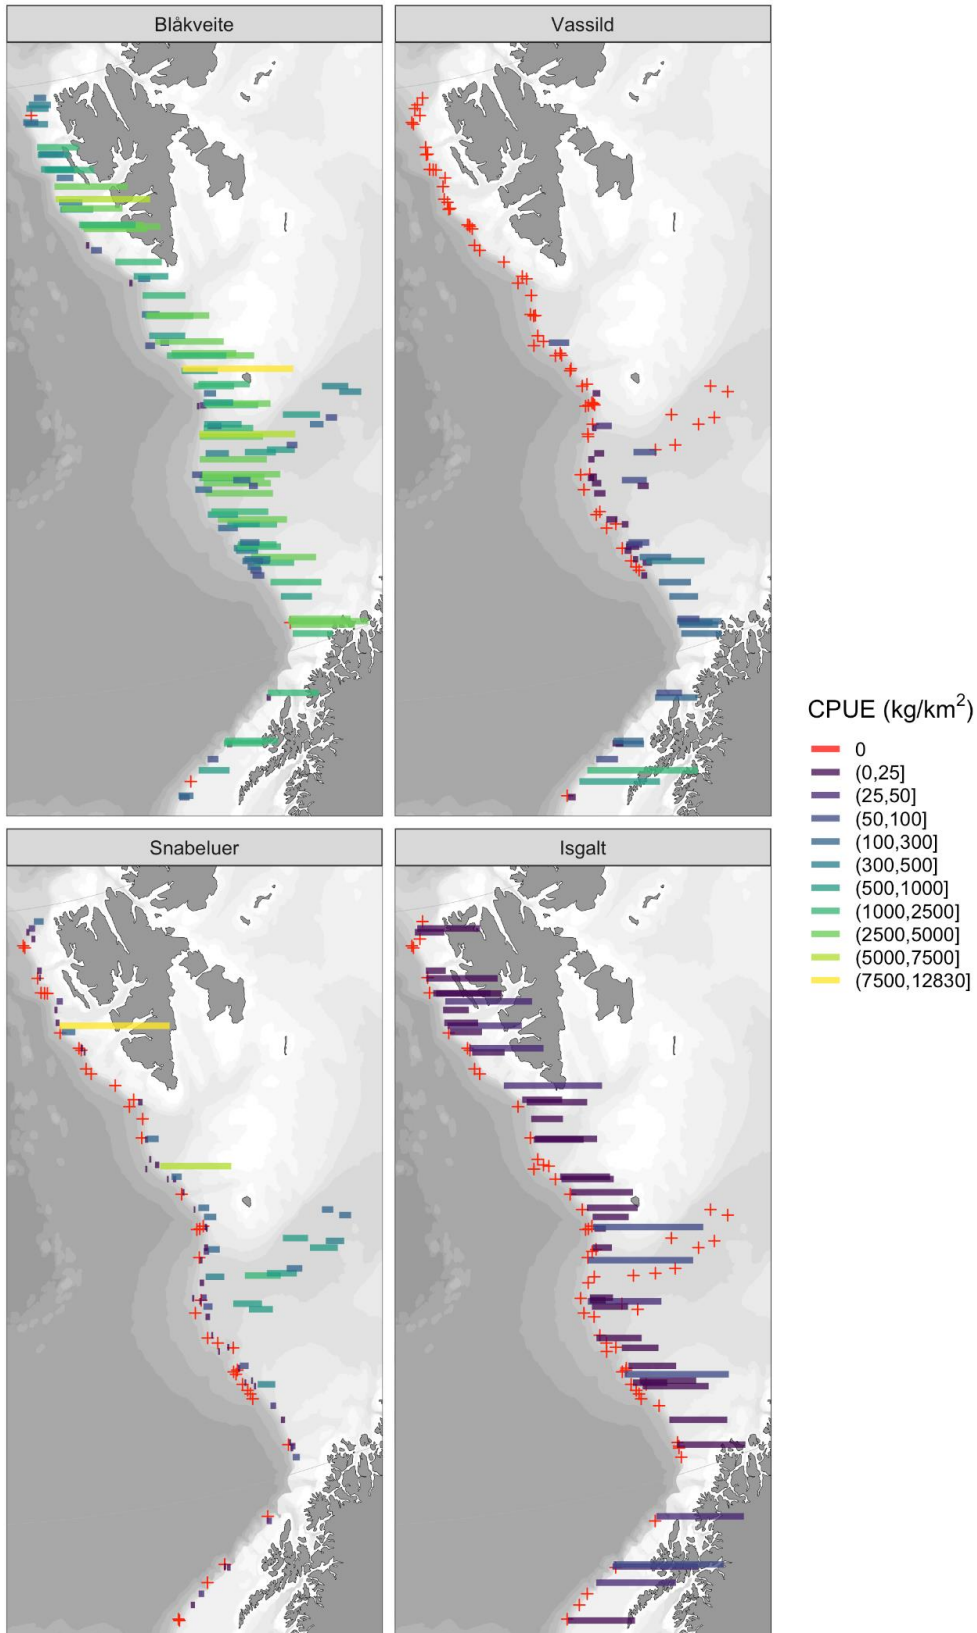 Blåkveite
Vassild
Snabeluer
Isgalt
CPUE (kg/km²)
0
(0,25]
(25,50]
(50,100]
(100,300]
(300,500]
(500,1000]
(1000,2500]
(2500,5000]
(5000,7500]
(7500,12830]